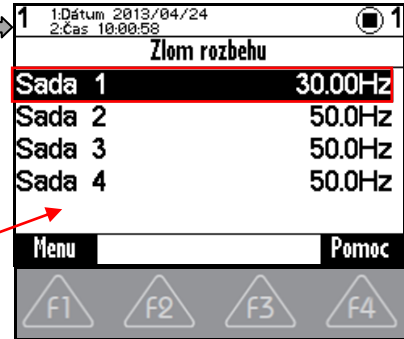 1 1:Dátum 2013/04/24 1
2:Čas 10:00:58
Zlom rozbehu
Sada 1 30.00Hz
Sada 2 50.0Hz
Sada 3 50.0Hz
Sada 4 50.0Hz
Menu Pomoc
F1 F2 F3 F4